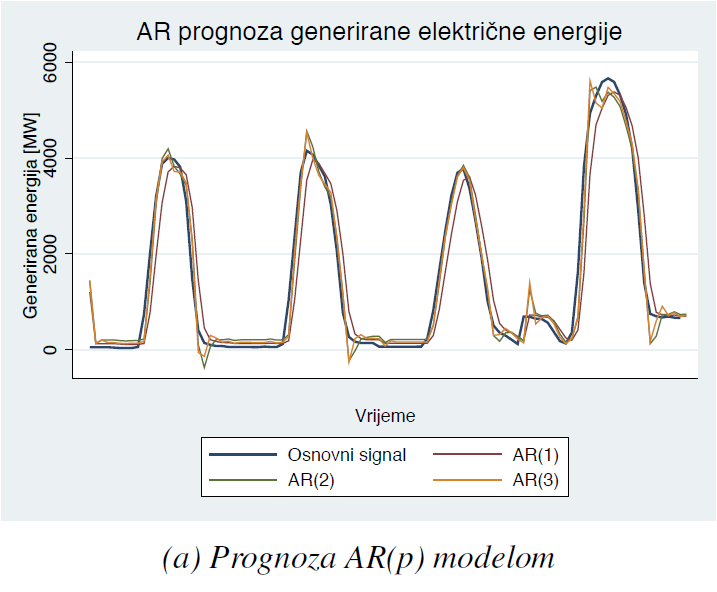 AR prognoza generirane električne energije
Generirana energija [MW]
6000
4000
2000
0
Vrijeme
Osnovni signal
AR(1)
AR(2)
AR(3)
(a) Prognoza AR(p) modelom